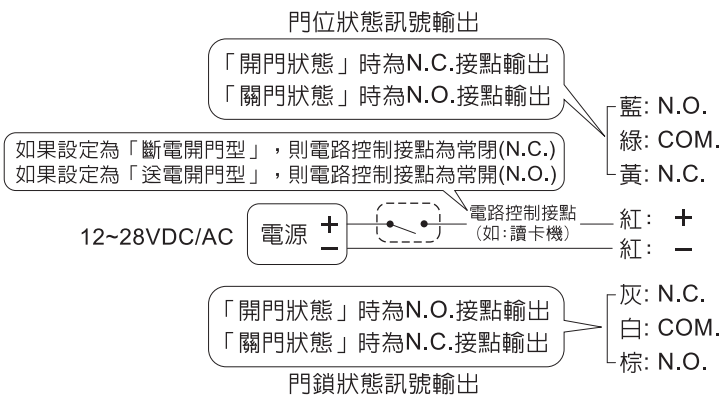 門位狀態訊號輸出
「開門狀態」時為N.C.接點輸出
「關門狀態」時為N.O.接點輸出
藍: N.O.
綠: COM.
黃: N.C.
如果設定為「斷電開門型」，則電路控制接點為常閉(N.C.)
如果設定為「送電開門型」，則電路控制接點為常開(N.O.)
12~28VDC/AC
電源 +
−
電路控制接點
(如:讀卡機)
紅: +
紅: −
「開門狀態」時為N.O.接點輸出
「關門狀態」時為N.C.接點輸出
灰: N.C.
白: COM.
棕: N.O.
門鎖狀態訊號輸出